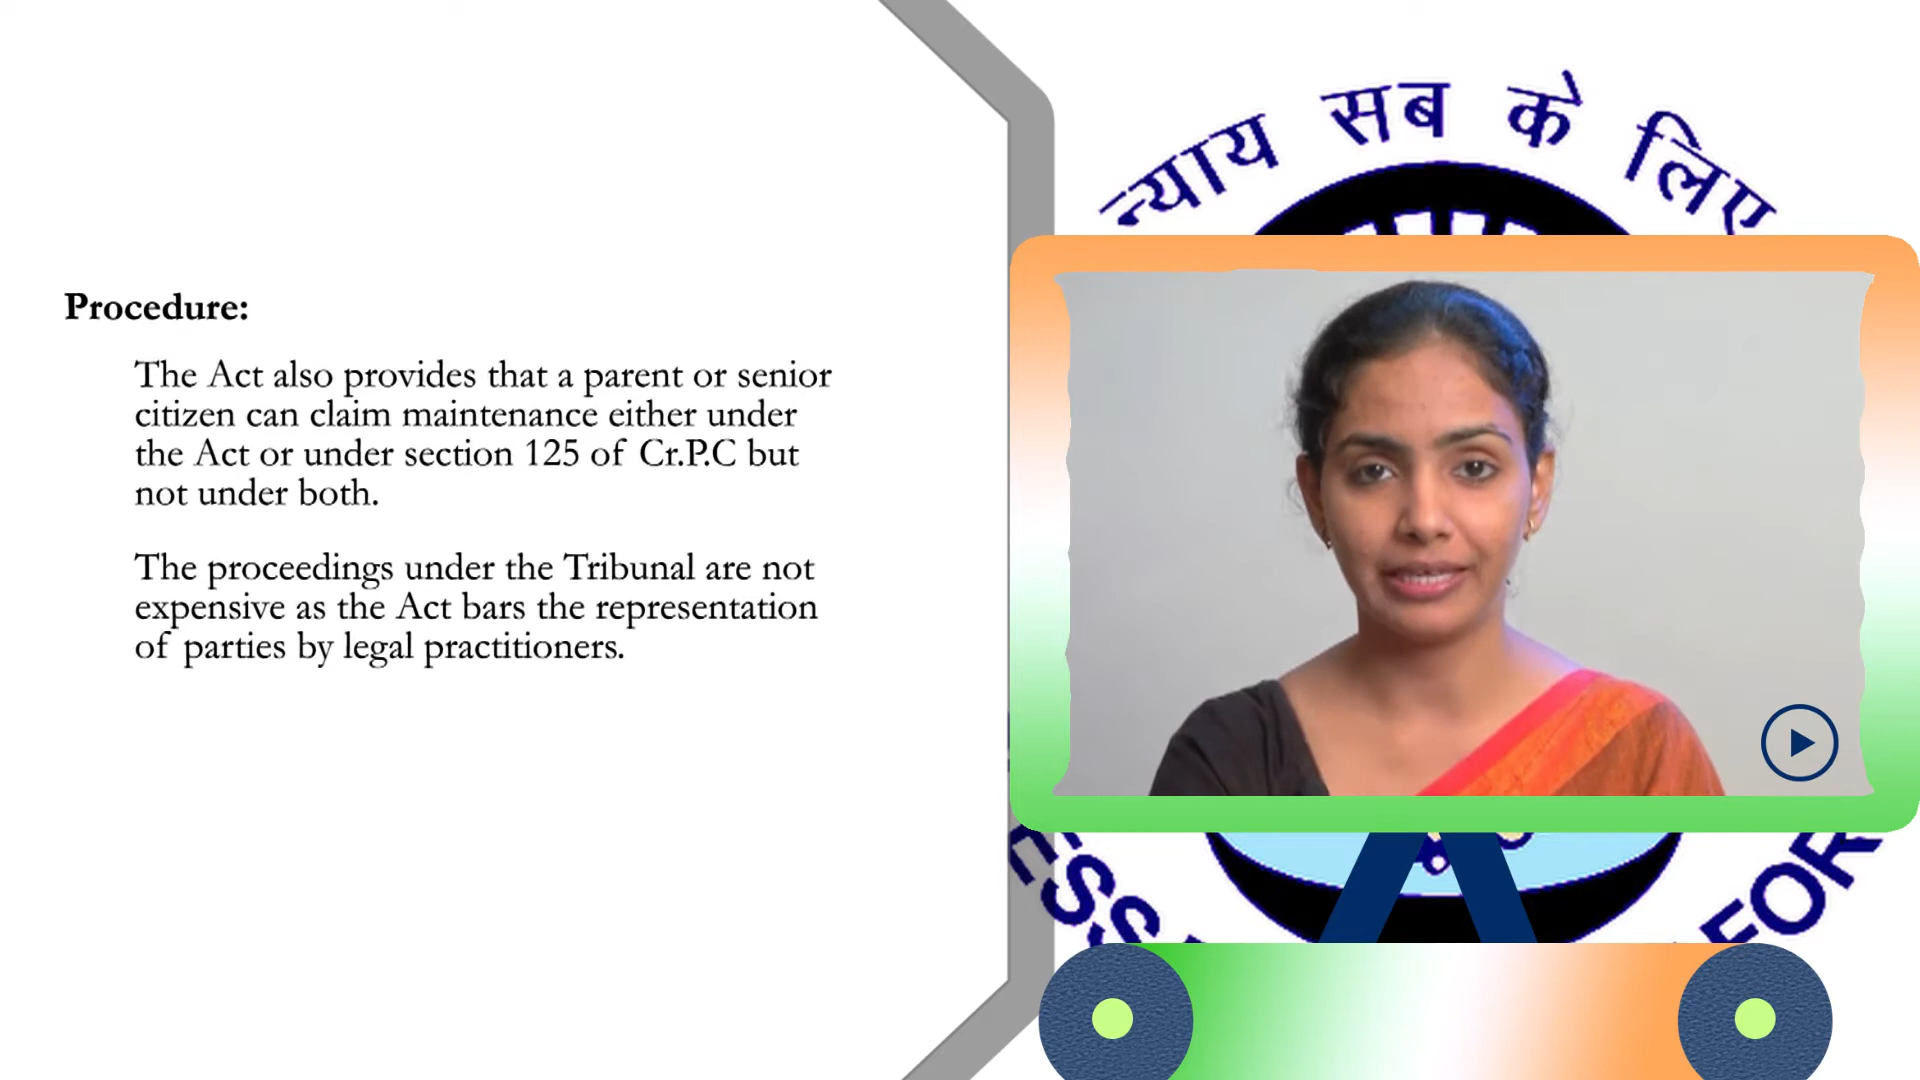 न्याय सब के लिए
Procedure:
The Act also provides that a parent or senior
citizen can claim maintenance either under
the Act or under section 125 of Cr.P.C but
not under both.
The proceedings under the Tribunal are not
expensive as the Act bars the representation
of parties by legal practitioners.
FOR